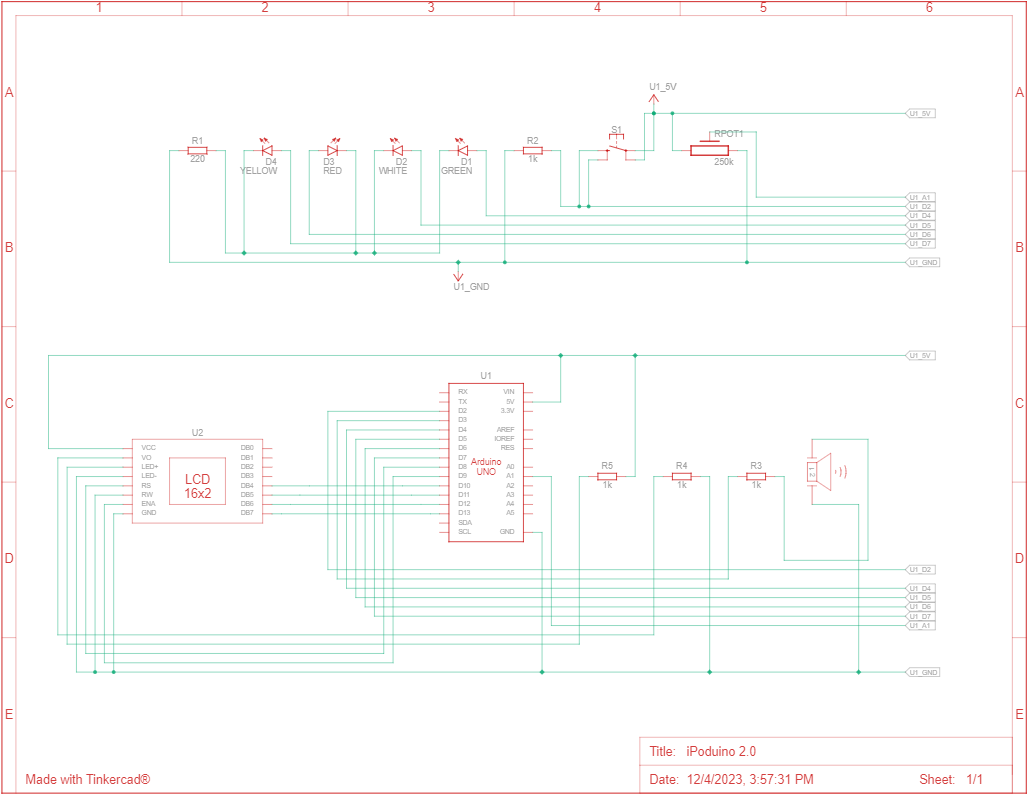 1 2 3 4 5 6
A A
U1_5V
U1_5V
S1
RPOT1
R1 R2
220 D4 D3 D2 D1 1k 250k
YELLOW RED WHITE GREEN
U1_A1
U1_D2
U1_D4
U1_D5
U1_D6
U1_D7
B B
U1_GND
U1_GND
U1_5V
U1
C C
RX VIN
TX 5V
D2 3.3V
D3
D4 AREF
D5 IOREF
D6 RES
D7
D8 A0
D9 A1
D10 A2
D11 A3
D12 A4
D13 A5
SDA
SCL GND
Arduino
UNO
U2
VCC DB0
VO DB1
LED+ DB2
LED- DB3
RS DB4
RW DB5
ENA DB6
GND DB7
LCD
16x2
R5 R4 R3
1k 1k 1k
1 2
D D
U1_D2
U1_D4
U1_D5
U1_D6
U1_D7
U1_A1
U1_GND
E E
Title: iPoduino 2.0
Made with Tinkercad® Date: 12/4/2023, 3:57:31 PM Sheet: 1/1